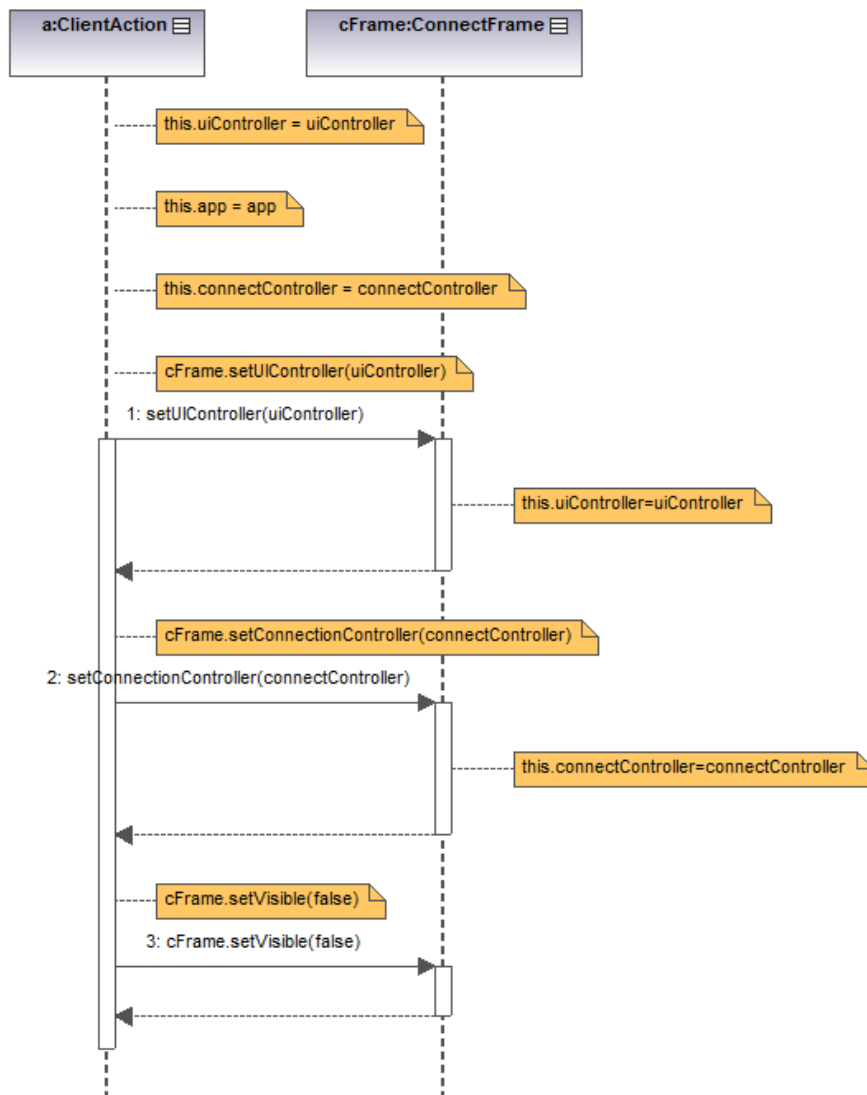 a:ClientAction
cFrame:ConnectFrame
this.uiController = uiController
this.app = app
this.connectController = connectController
cFrame.setUIController(uiController)
1: setUIController(uiController)
this.uiController=uiController
cFrame.setConnectionController(connectController)
2: setConnectionController(connectController)
this.connectController=connectController
cFrame.setVisible(false)
3: cFrame.setVisible(false)